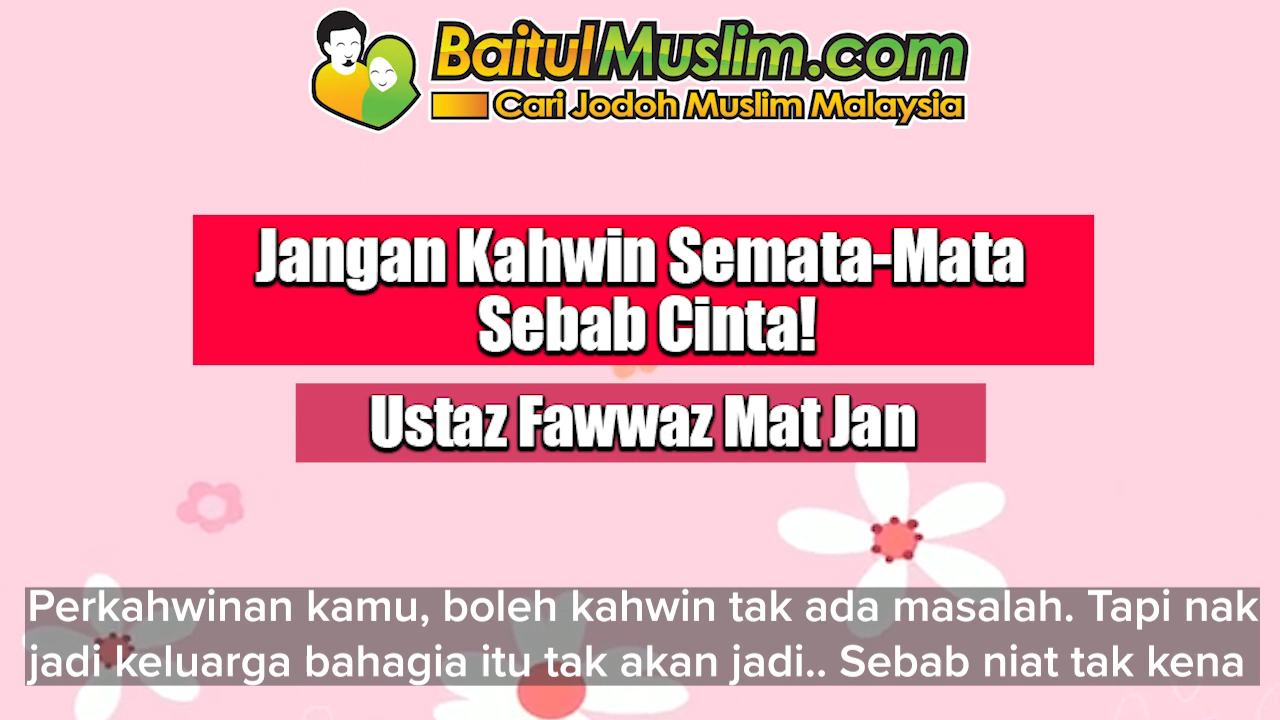 BaitulMuslim.com
Cari Jodoh Muslim Malaysia
Jangan Kahwin Semata-Mata
Sebab Cinta!
Ustaz Fawwaz Mat Jan
Perkahwinan kamu, boleh kahwin tak ada masalah. Tapi nak
jadi keluarga bahagia itu tak akan jadi.. Sebab niat tak kena